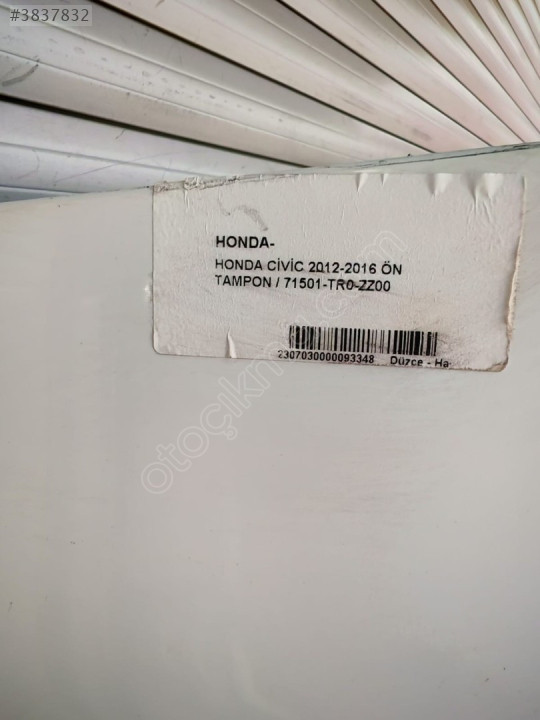 #3837832
HONDA-
HONDA CİVİC 2012-2016 ÖN
TAMPON / 71501-TR0-ZZ00
2307030000093348 Düzce - Ha
otoçıkma.com